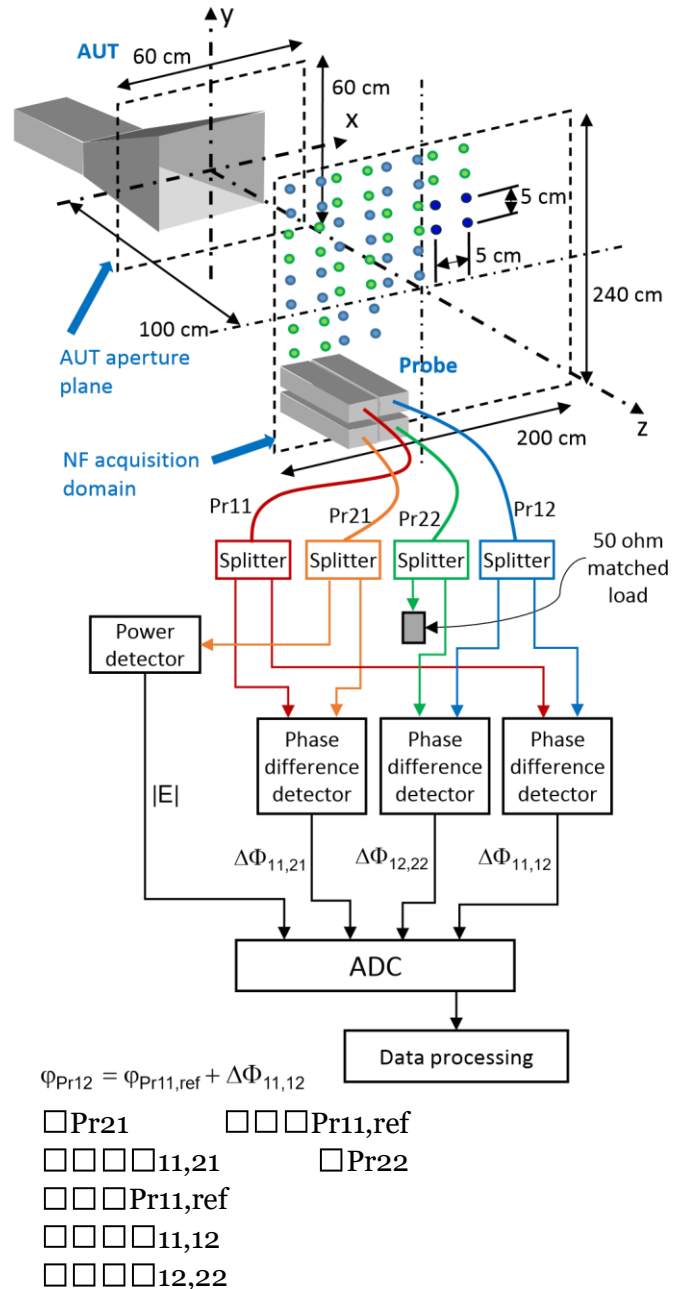 y
AUT
60 cm
60 cm
x
5 cm
5 cm
240 cm
100 cm
AUT aperture
plane
Probe
z
200 cm
NF acquisition
domain
Pr11
Pr21
Pr22
Pr12
Splitter
Splitter
Splitter
Splitter
50 ohm
matched
load
Power
detector
Phase
difference
detector
Phase
difference
detector
Phase
difference
detector
|E|
ΔΦ11,21
ΔΦ12,22
ΔΦ11,12
ADC
Data processing
φPr12 = φPr11,ref + ΔΦ11,12
□Pr21 □□□Pr11,ref
□□□□11,21 □Pr22
□□□Pr11,ref
□□□□11,12
□□□□12,22